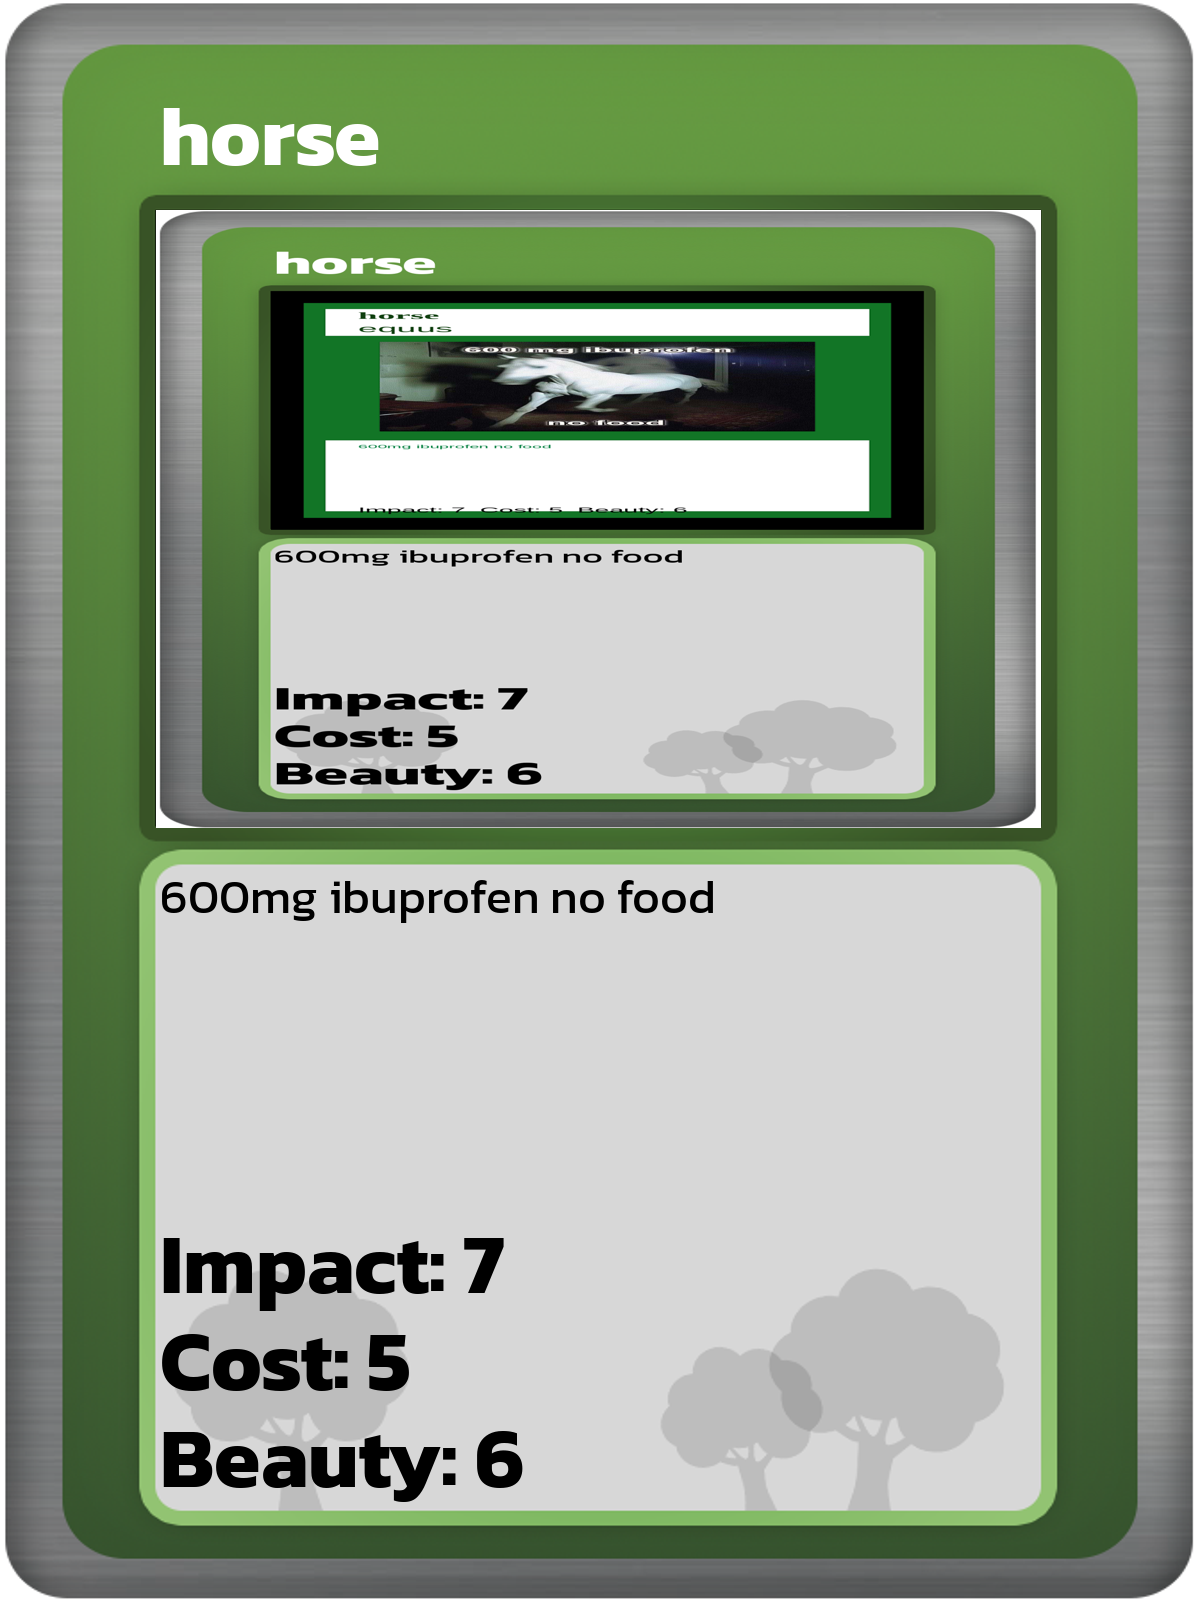 horse
horse
horse
equus
600 mg ibuprofen
no food
600mg ibuprofen no food
Impact: 7 Cost: 5 Beauty: 6
600mg ibuprofen no food
Impact: 7
Cost: 5
Beauty: 6
600mg ibuprofen no food
Impact: 7
Cost: 5
Beauty: 6